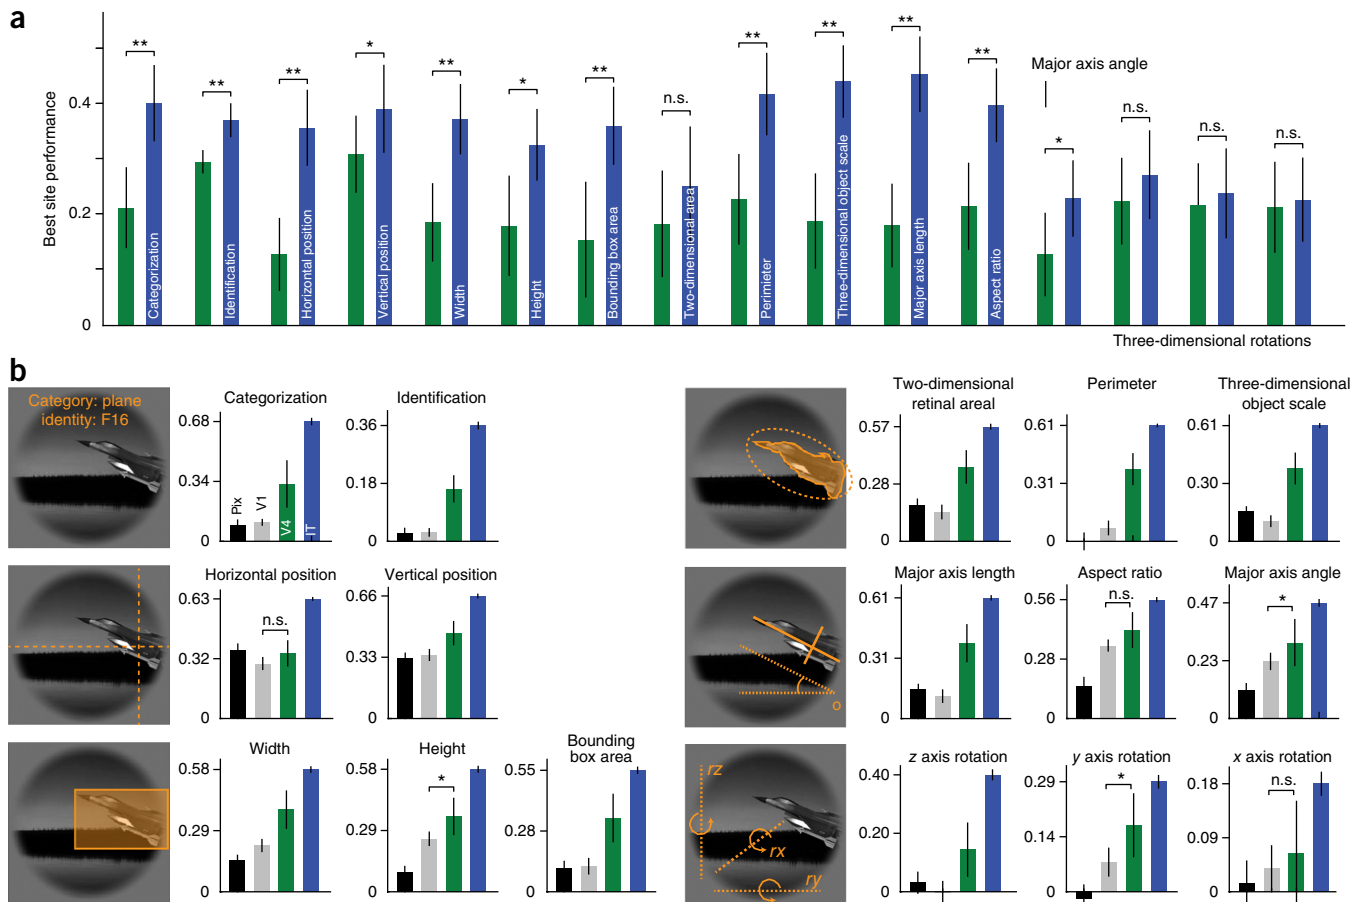 a
Best site performance
0.4
0.2
0
**
**
**
*
**
*
**
n.s.
**
**
**
**
Major axis angle
*
n.s.
n.s.
n.s.
Categorization
Identification
Horizontal position
Vertical position
Width
Height
Bounding box area
Two-dimensional area
Perimieter
Three-dimensional object scale
Major axis length
Aspect ratio
Three-dimensional rotations
b
Category: plane
identity: F16
Categorization
0.68
0.34
0
Pix
V1
V4
IT
Identification
0.36
0.18
0
Two-dimensional
retinal areal
0.57
0.28
0
Perimeter
0.61
0.31
0
Three-dimensional
object scale
0.61
0.31
0
Horizontal position
0.63
0.32
0
n.s.
Vertical position
0.66
0.33
0
o
Major axis length
0.61
0.31
0
Aspect ratio
0.56
0.28
0
n.s.
Major axis angle
0.47
0.23
0
*
Width
0.58
0.29
0
Height
0.58
0.29
0
*
Bounding
box area
0.55
0.28
0
rz
rx
ry
z axis rotation
0.40
0.20
0
y axis rotation
0.29
0.14
0
*
x axis rotation
0.18
0.09
0
n.s.